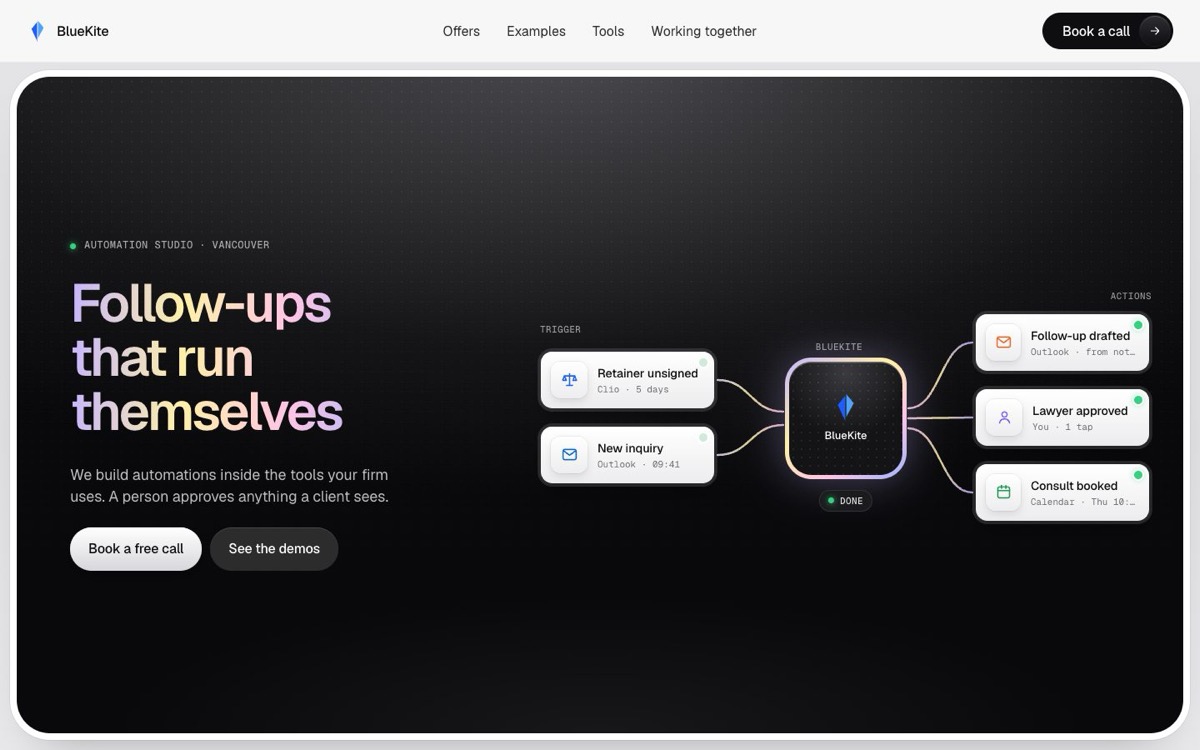 BlueKite
Offers
Examples
Tools
Working together
Book a call →
AUTOMATION STUDIO · VANCOUVER
Follow-ups
that run
themselves
We build automations inside the tools your firm
uses. A person approves anything a client sees.
Book a free call
See the demos
TRIGGER
Retainer unsigned
Clio · 5 days
New inquiry
Outlook · 09:41
BLUEKITE
BlueKite
DONE
ACTIONS
Follow-up drafted
Outlook · from not…
Lawyer approved
You · 1 tap
Consult booked
Calendar · Thu 10:…